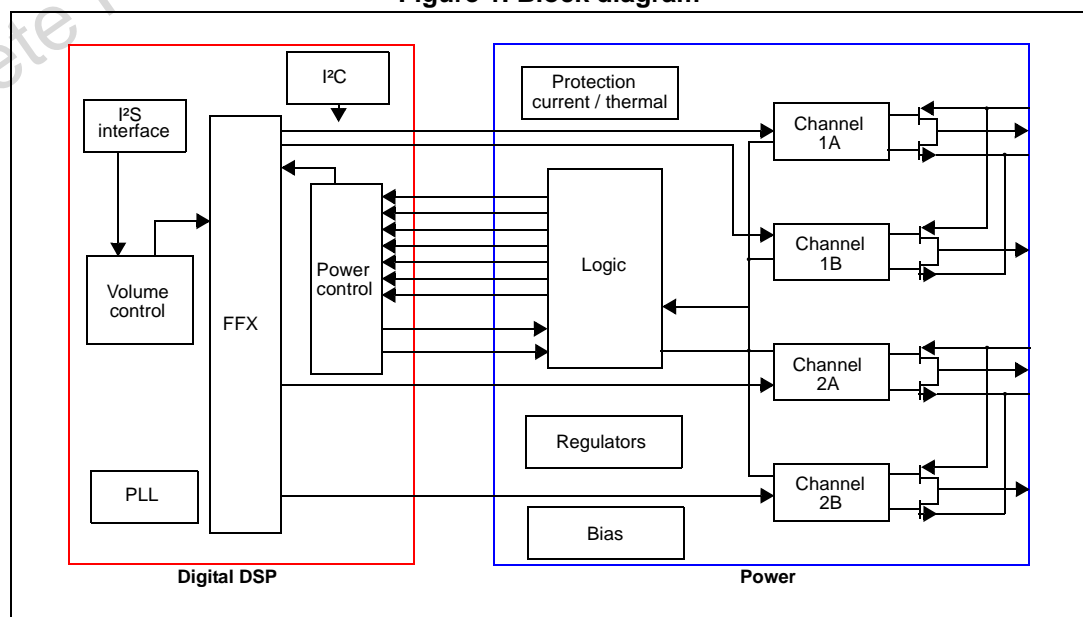 ete
Figure 1. Block diagram
I²C
Protection
current / thermal
I²S
interface
Channel
1A
Channel
1B
Logic
Power
control
Volume
control
FFX
Channel
2A
Regulators
Channel
2B
PLL
Bias
Digital DSP
Power